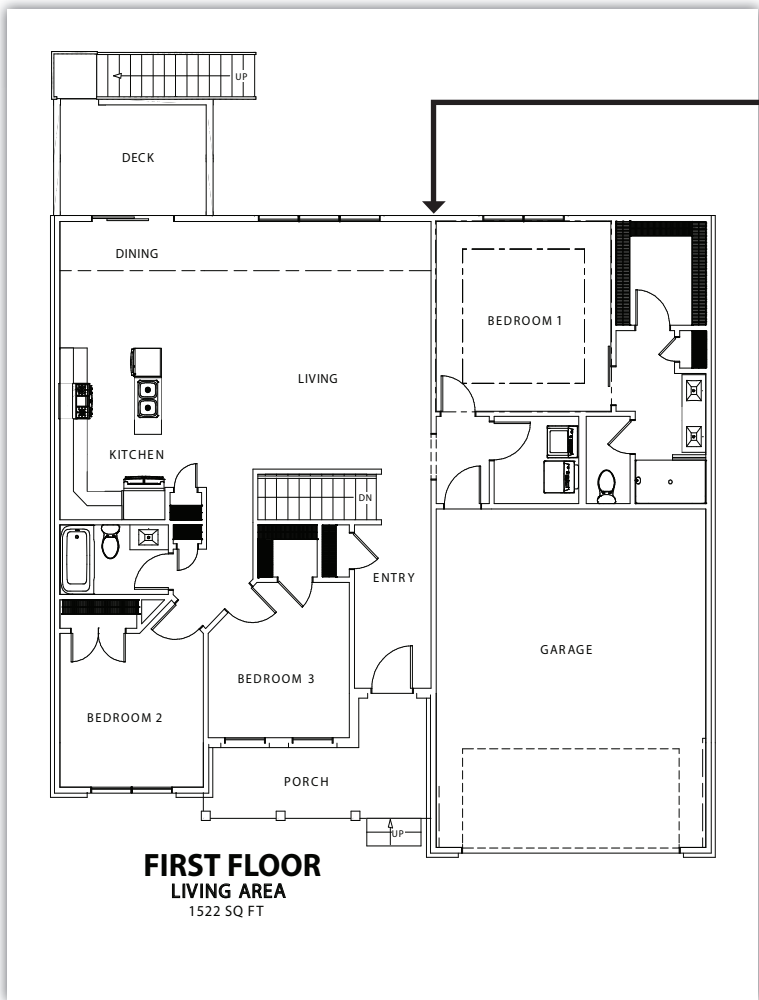 UP
DECK
DINING
BEDROOM 1
LIVING
KITCHEN
DN
ENTRY
GARAGE
BEDROOM 3
BEDROOM 2
PORCH
UP
FIRST FLOOR
LIVING AREA
1522 SQ FT